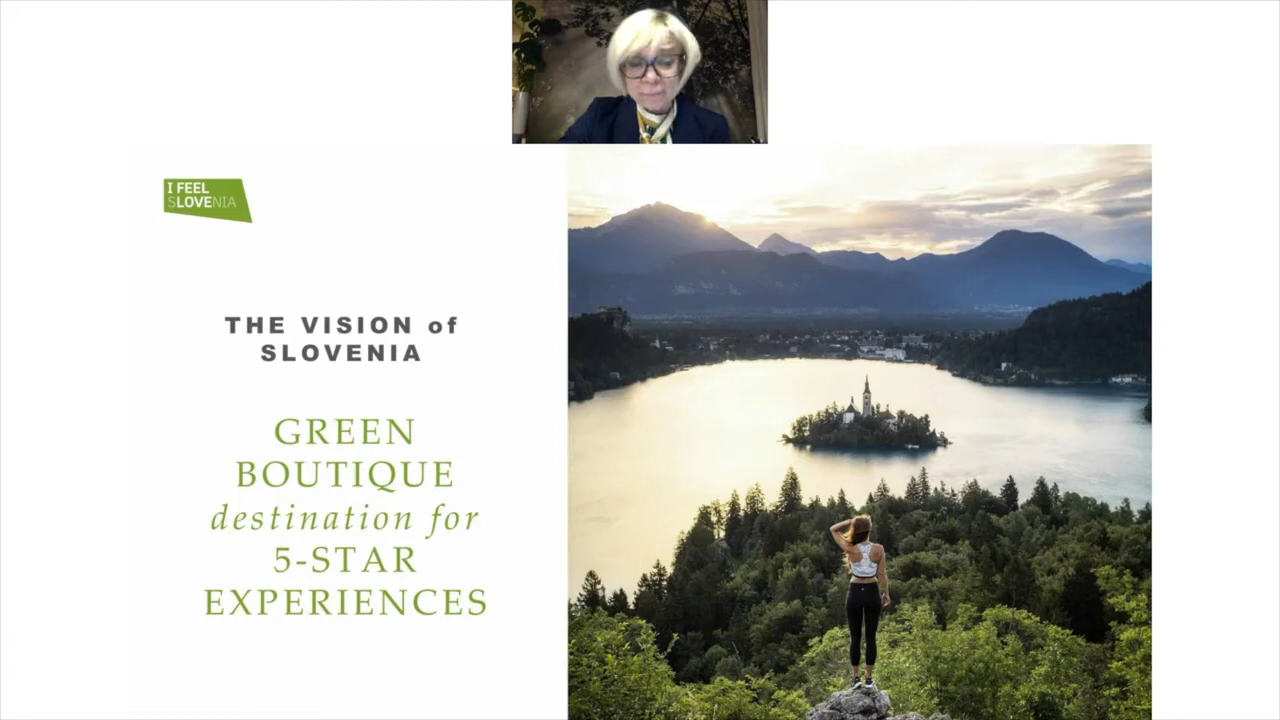 I FEEL
SLOVENIA
THE VISION of
SLOVENIA
GREEN
BOUTIQUE
destination for
5-STAR
EXPERIENCES